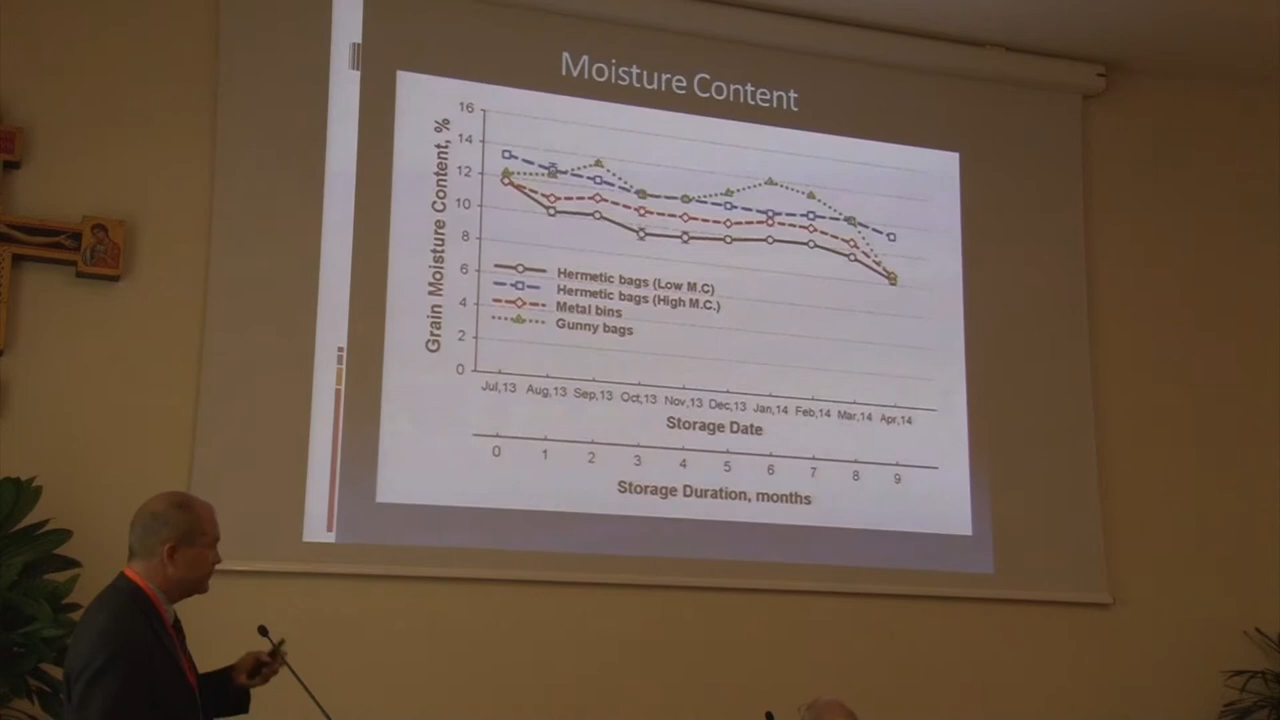 Moisture Content
16
14
12
10
8
6
4
2
0
Grain Moisture Content, %
Hermetic bags (Low M.C)
Hermetic bags (High M.C.)
Metal bins
Gunny bags
Jul,13 Aug,13 Sep,13 Oct,13 Nov,13 Dec,13 Jan,14 Feb,14 Mar,14 Apr,14
Storage Date
0 1 2 3 4 5 6 7 8 9
Storage Duration, months